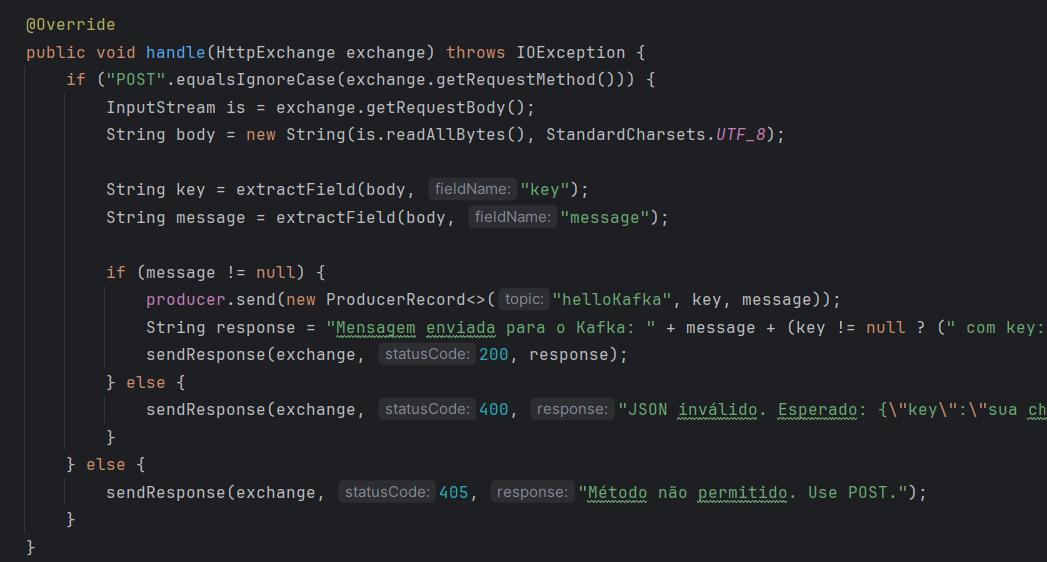 @Override
public void handle(HttpExchange exchange) throws IOException {
if ("POST".equalsIgnoreCase(exchange.getRequestMethod())) {
InputStream is = exchange.getRequestBody();
String body = new String(is.readAllBytes(), StandardCharsets.UTF_8);
String key = extractField(body, fieldName: "key");
String message = extractField(body, fieldName: "message");
if (message != null) {
producer.send(new ProducerRecord<>( topic: "helloKafka", key, message));
String response = "Mensagem enviada para o Kafka: " + message + (key != null ? (" com key:
sendResponse(exchange, statusCode: 200, response);
} else {
sendResponse(exchange, statusCode: 400, response: "JSON inválido. Esperado: {\"key\":\"sua ch
}
} else {
sendResponse(exchange, statusCode: 405, response: "Método não permitido. Use POST.");
}
}